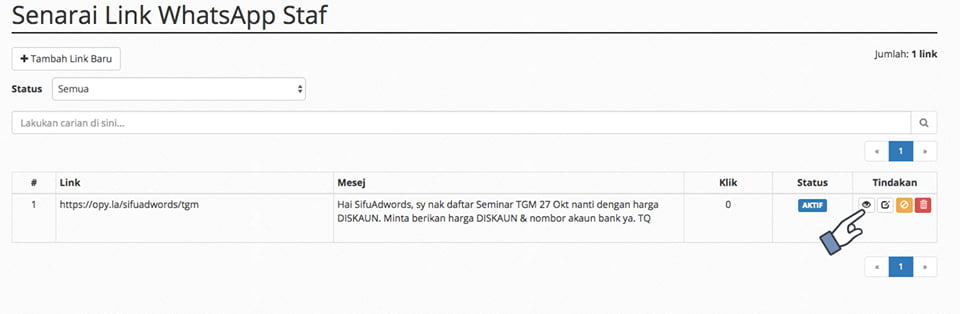 Senarai Link WhatsApp Staf
+ Tambah Link Baru
Jumlah: 1 link
Status Semua
Lakukan carian di sini...
« 1 »
# Link Mesej Klik Status Tindakan
1 https://opy.la/sifuadwords/tgm Hai SifuAdwords, sy nak daftar Seminar TGM 27 Okt nanti dengan harga 0 AKTIF
DISKAUN. Minta berikan harga DISKAUN & nombor akaun bank ya. TQ
« 1 »